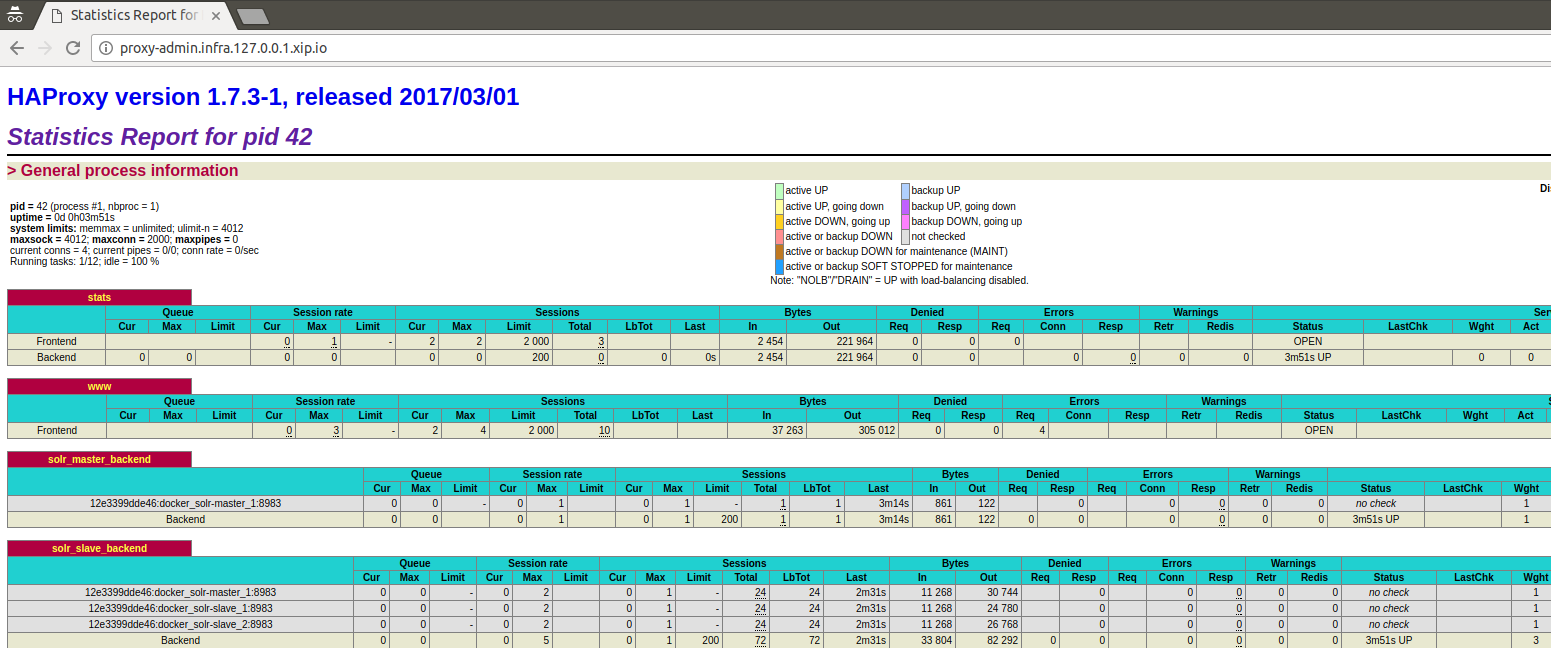 Statistics Report for
proxy-admin.infra.127.0.0.1.xip.io
HAProxy version 1.7.3-1, released 2017/03/01
Statistics Report for pid 42
> General process information
pid = 42 (process #1, nbproc = 1)
uptime = 0d 0h03m51s
system limits: memmax = unlimited; ulimit-n = 4012
maxsock = 4012; maxconn = 2000; maxpipes = 0
current conns = 4; current pipes = 0/0; conn rate = 0/sec
Running tasks: 1/12; idle = 100 %
active UP backup UP
active UP, going down backup UP, going down
active DOWN, going up backup DOWN, going up
active or backup DOWN not checked
active or backup DOWN for maintenance (MAINT)
active or backup SOFT STOPPED for maintenance
Note: "NOLB"/"DRAIN" = UP with load-balancing disabled.
Di
stats
Queue Session rate Sessions Bytes Denied Errors Warnings Ser
Cur Max Limit Cur Max Limit Cur Max Limit Total LbTot Last In Out Req Resp Req Conn Resp Retr Redis Status LastChk Wght Act
Frontend 0 1 - 2 2 2 000 3 2 454 221 964 0 0 0 OPEN
Backend 0 0 0 0 0 0 200 0 0 0s 2 454 221 964 0 0 0 0 0 0 3m51s UP 0 0
www
Queue Session rate Sessions Bytes Denied Errors Warnings S
Cur Max Limit Cur Max Limit Cur Max Limit Total LbTot Last In Out Req Resp Req Conn Resp Retr Redis Status LastChk Wght Act
Frontend 0 3 - 2 4 2 000 10 37 263 305 012 0 0 4 OPEN
solr_master_backend
Queue Session rate Sessions Bytes Denied Errors Warnings
Cur Max Limit Cur Max Limit Cur Max Limit Total LbTot Last In Out Req Resp Req Conn Resp Retr Redis Status LastChk Wght
12e3399dde46:docker_solr-master_1:8983 0 0 - 0 1 0 1 - 1 1 3m14s 861 122 0 0 0 0 0 no check 1
Backend 0 0 0 1 0 1 200 1 1 3m14s 861 122 0 0 0 0 0 0 3m51s UP 1
solr_slave_backend
Queue Session rate Sessions Bytes Denied Errors Warnings
Cur Max Limit Cur Max Limit Cur Max Limit Total LbTot Last In Out Req Resp Req Conn Resp Retr Redis Status LastChk Wght
12e3399dde46:docker_solr-master_1:8983 0 0 - 0 2 0 1 - 24 24 2m31s 11 268 30 744 0 0 0 0 0 no check 1
12e3399dde46:docker_solr-slave_1:8983 0 0 - 0 2 0 1 - 24 24 2m31s 11 268 24 780 0 0 0 0 0 no check 1
12e3399dde46:docker_solr-slave_2:8983 0 0 - 0 2 0 1 - 24 24 2m31s 11 268 26 768 0 0 0 0 0 no check 1
Backend 0 0 0 5 0 1 200 72 72 2m31s 33 804 82 292 0 0 0 0 0 0 3m51s UP 3